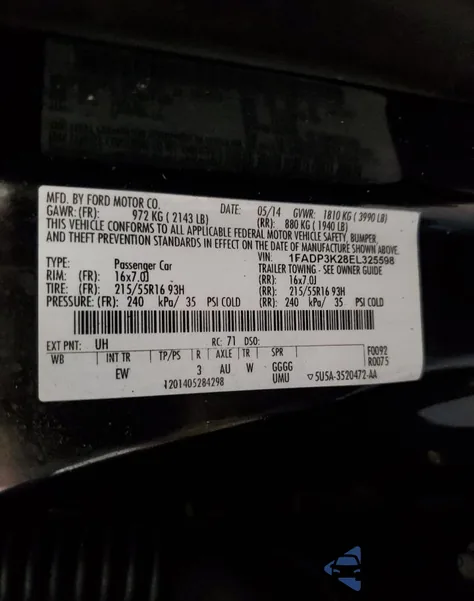 MFD. BY FORD MOTOR CO. DATE: 05/14 GVWR: 1810 KG ( 3990 LB)
GAWR: (FR): 972 KG ( 2143 LB) (RR): 880 KG ( 1940 LB)
THIS VEHICLE CONFORMS TO ALL APPLICABLE FEDERAL MOTOR VEHICLE SAFETY, BUMPER,
AND THEFT PREVENTION STANDARDS IN EFFECT ON THE DATE OF MANUFACTURE SHOWN ABOVE.
VIN: 1FADP3K28EL325598
TYPE: Passenger Car TRAILER TOWING - SEE OWNER GUIDE
RIM: (FR): 16x7.0J (RR): 16x7.0J
TIRE: (FR): 215/55R16 93H (RR): 215/55R16 93H
PRESSURE: (FR): 240 kPa/ 35 PSI COLD (RR): 240 kPa/ 35 PSI COLD
EXT PNT: UH RC: 71 DSO: F0092
WB INT TR TP/PS R AXLE TR SPR R0075
EW 3 AU W GGGG
1201405284298 UMU ▽5U5A-3520472-AA